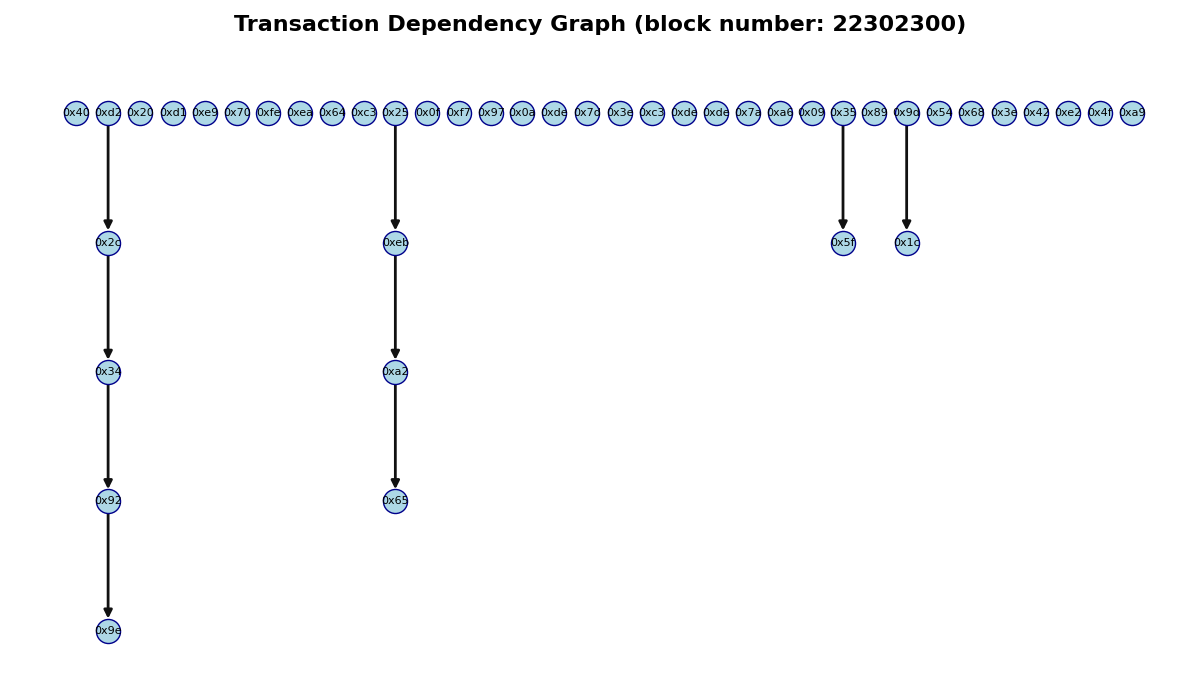 Transaction Dependency Graph (block number: 22302300)
0x40 0xd2 0x20 0xd1 0xe9 0x70 0xfe 0xea 0x64 0xc3 0x25 0x0f 0xf7 0x97 0x0a 0xde 0x7c 0x3e 0xc3 0xde 0xde 0x7a 0xa6 0x09 0x35 0x89 0x9d 0x54 0x68 0x3e 0x42 0xe2 0x4f 0xa9
0x2c 0xeb 0x5f 0x1c
0x34 0xa2
0x92 0x65
0x9e